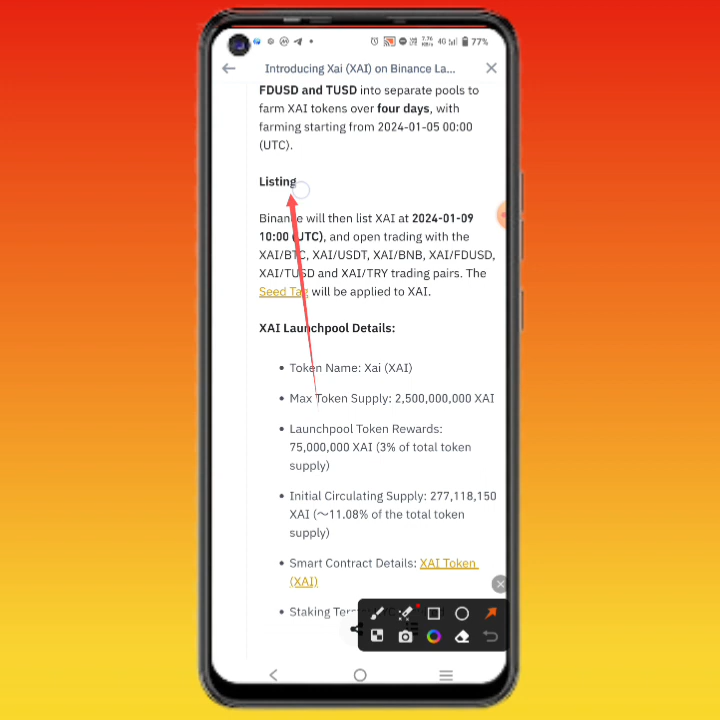 7.76
KB/s
4G
77%
Introducing Xai (XAI) on Binance La...
FDUSD and TUSD into separate pools to
farm XAI tokens over four days, with
farming starting from 2024-01-05 00:00
(UTC).
Listing
Binance will then list XAI at 2024-01-09
10:00 (UTC), and open trading with the
XAI/BTC, XAI/USDT, XAI/BNB, XAI/FDUSD,
XAI/TUSD and XAI/TRY trading pairs. The
Seed Tag will be applied to XAI.
XAI Launchpool Details:
• Token Name: Xai (XAI)
• Max Token Supply: 2,500,000,000 XAI
• Launchpool Token Rewards:
75,000,000 XAI (3% of total token
supply)
• Initial Circulating Supply: 277,118,150
XAI (～11.08% of the total token
supply)
• Smart Contract Details: XAI Token
(XAI)
• Staking